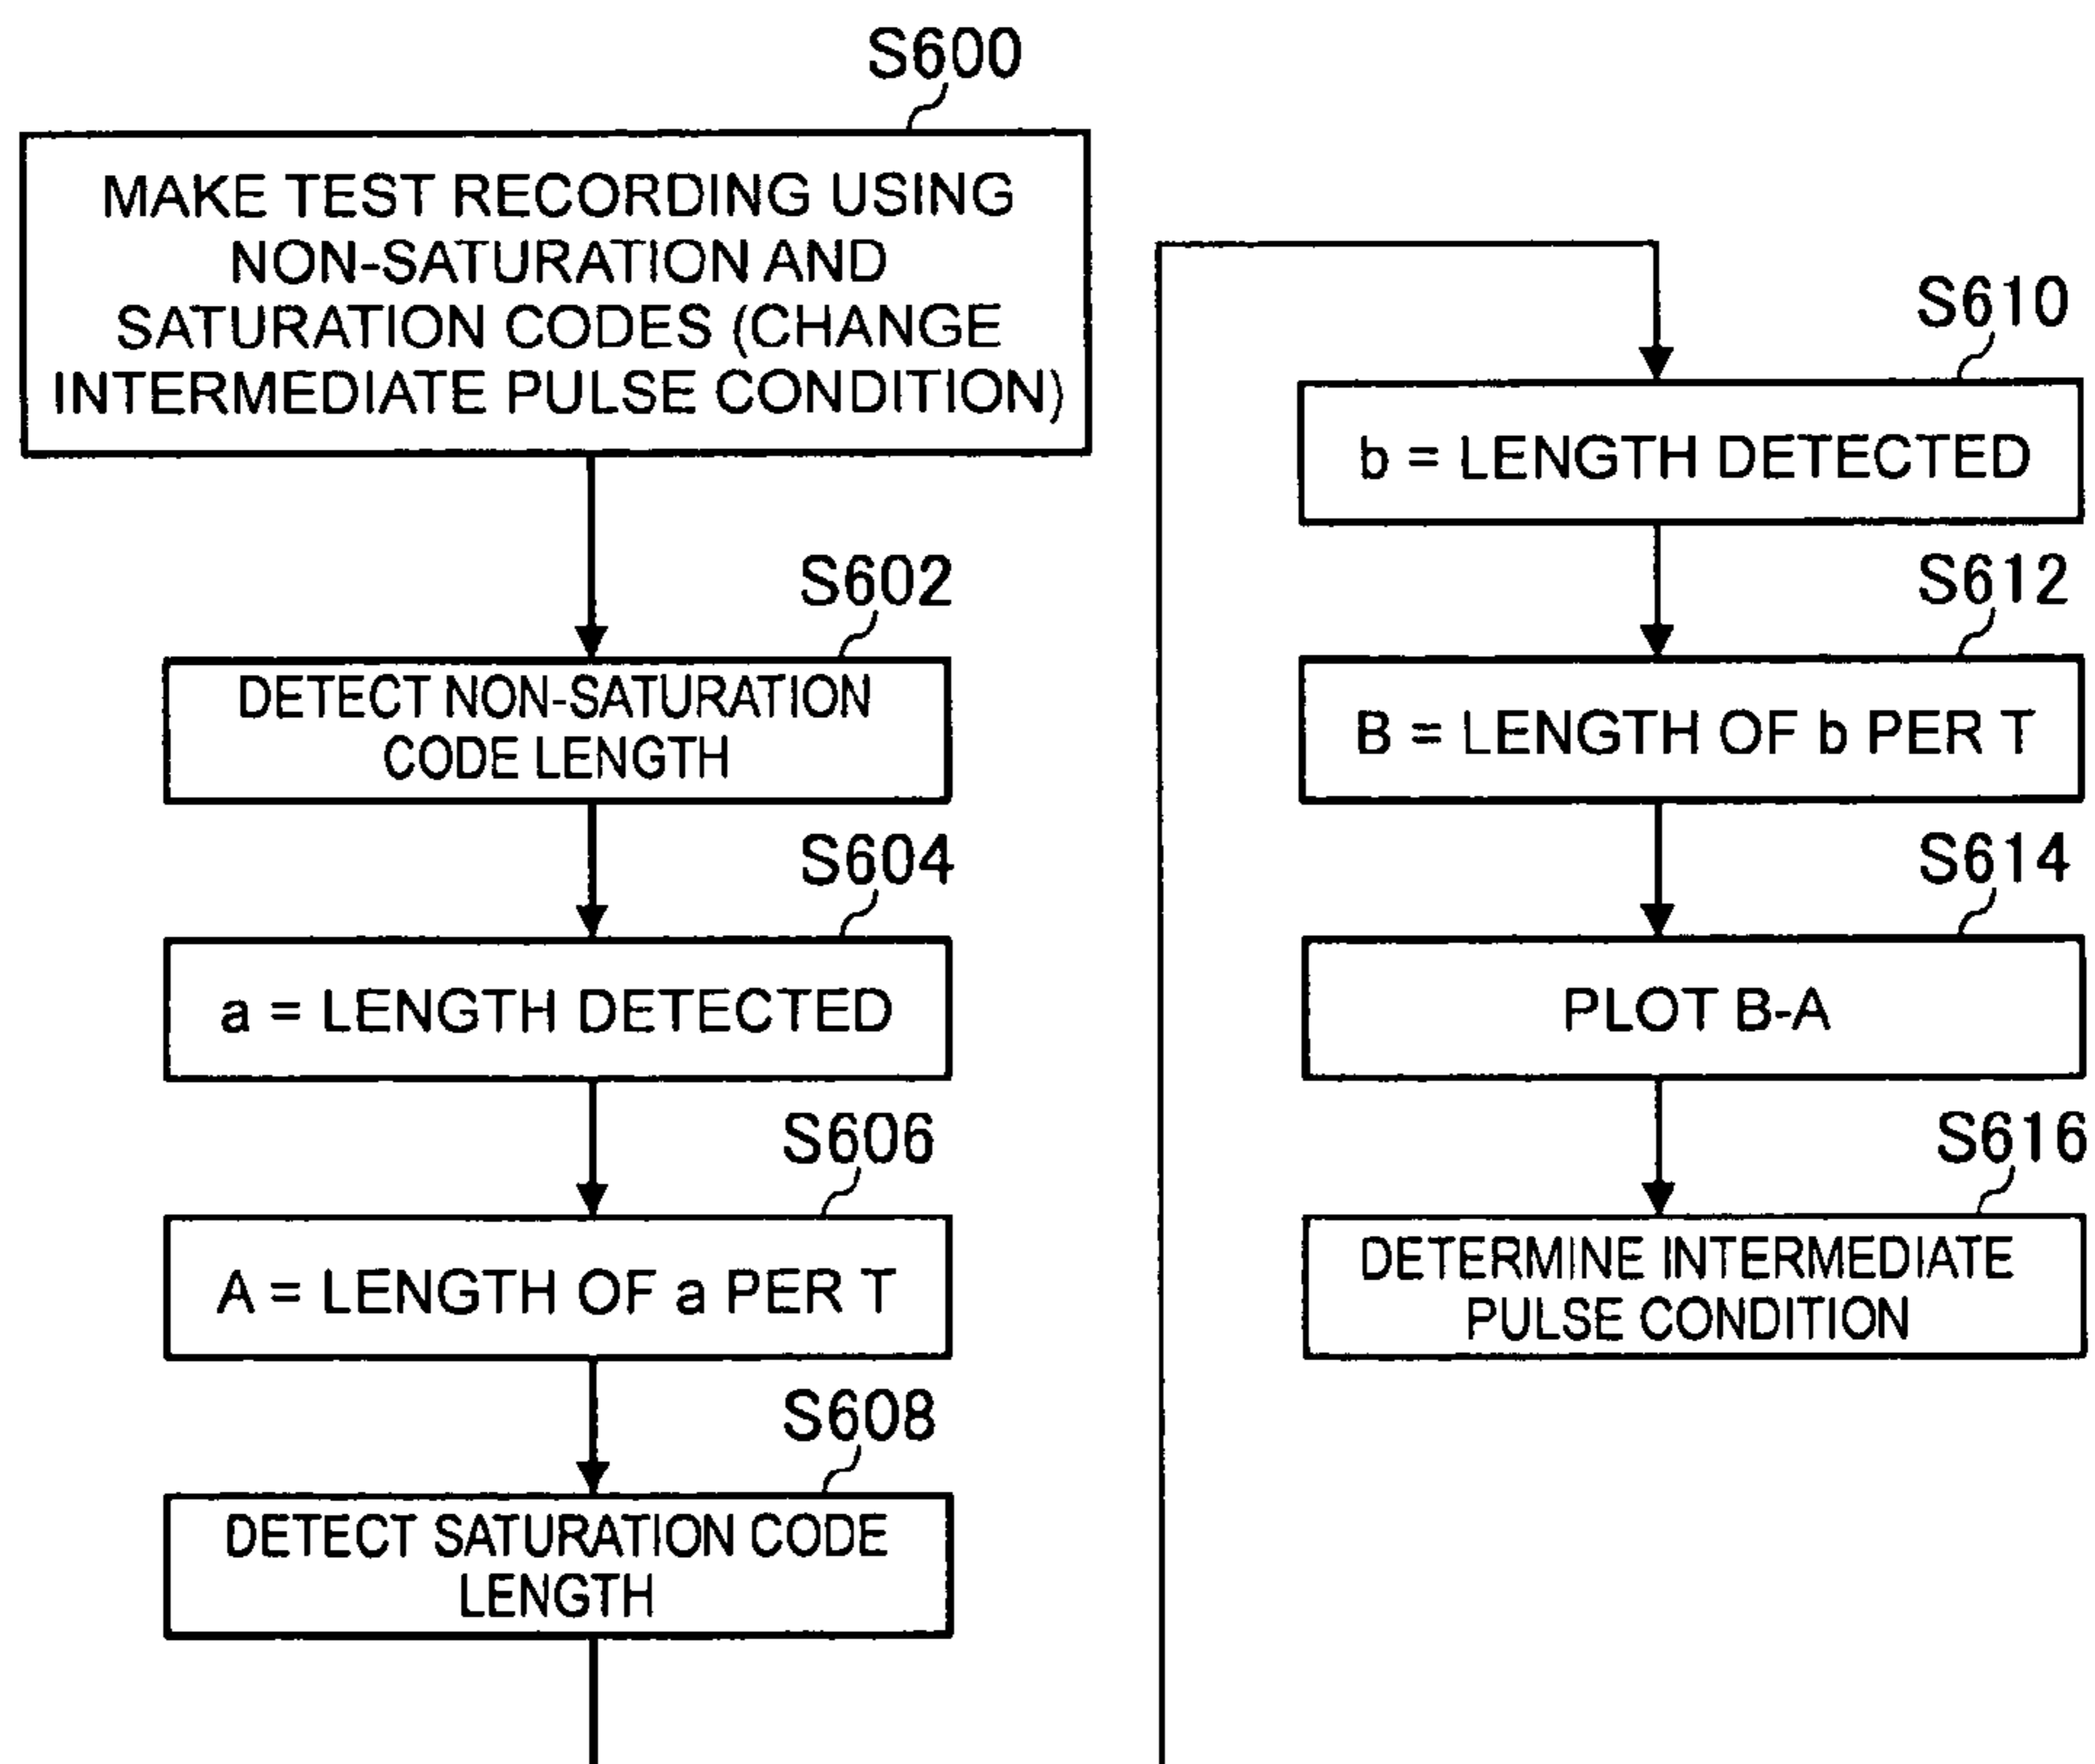 S600
MAKE TEST RECORDING USING
NON-SATURATION AND
SATURATION CODES (CHANGE
INTERMEDIATE PULSE CONDITION)
S602
DETECT NON-SATURATION
CODE LENGTH
S604
a = LENGTH DETECTED
S606
A = LENGTH OF a PER T
S608
DETECT SATURATION CODE
LENGTH
S610
b = LENGTH DETECTED
S612
B = LENGTH OF b PER T
S614
PLOT B-A
S616
DETERMINE INTERMEDIATE
PULSE CONDITION